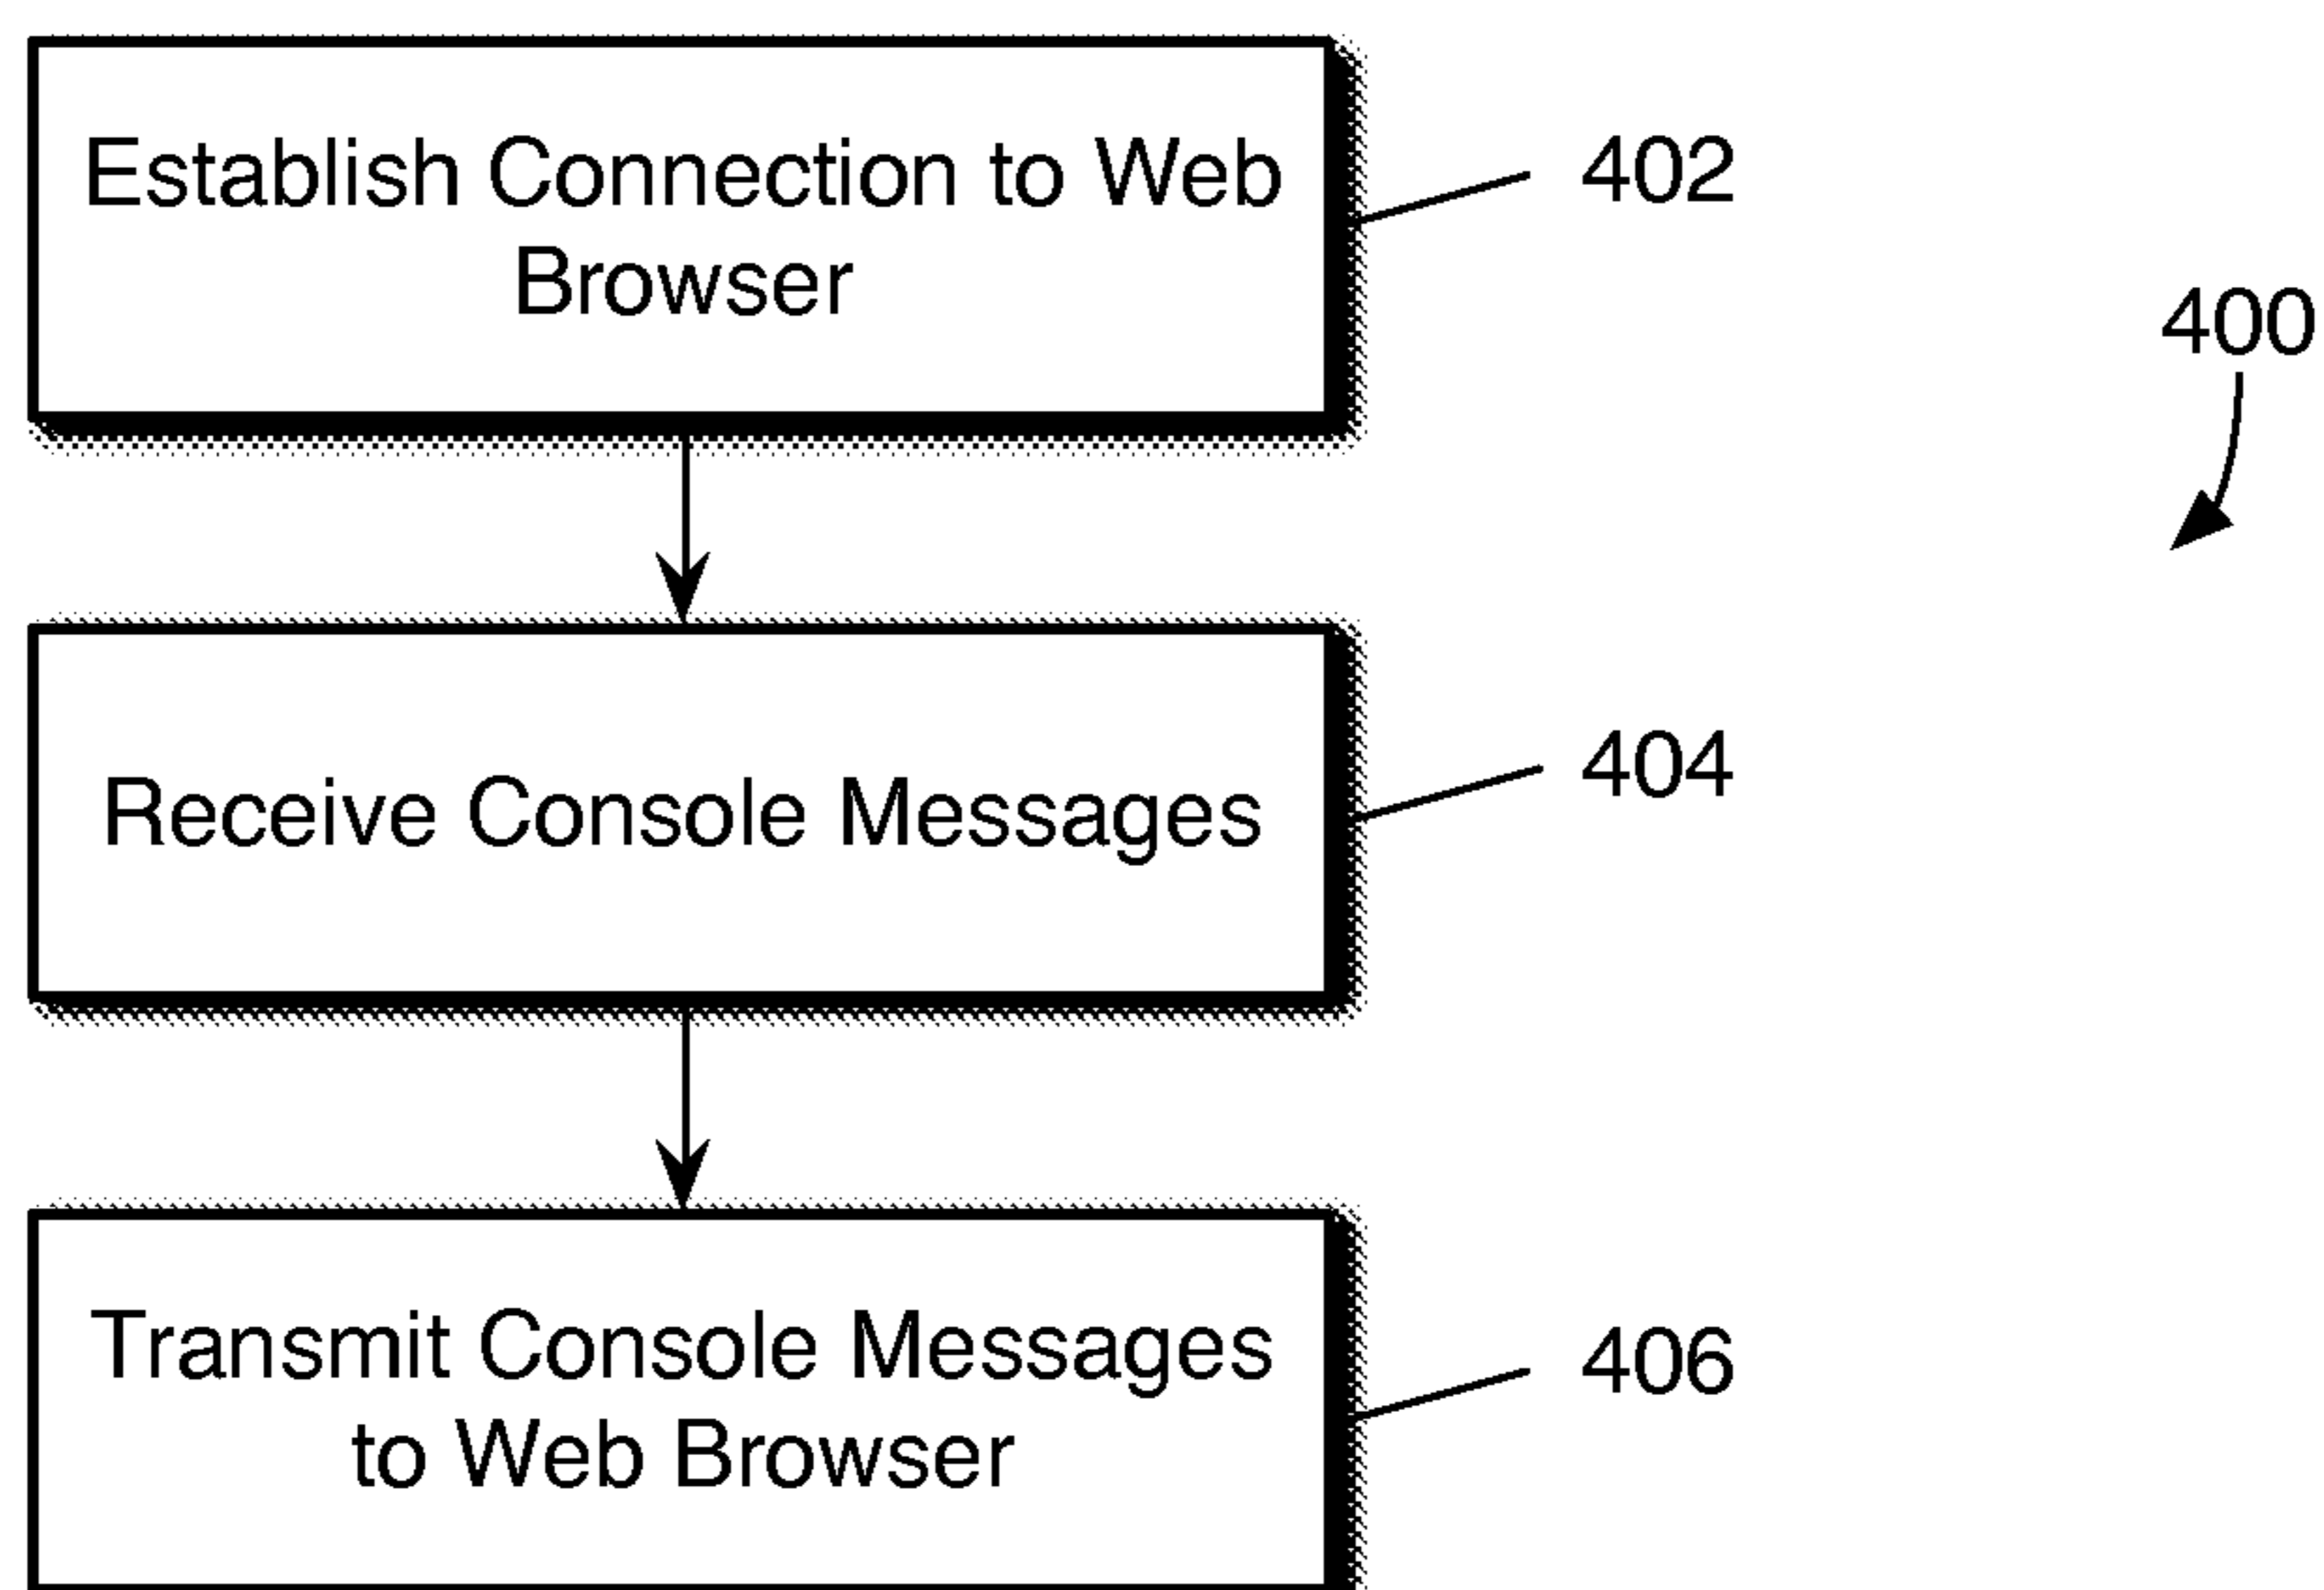 Establish Connection to Web
Browser
402
400
Receive Console Messages
404
Transmit Console Messages
to Web Browser
406